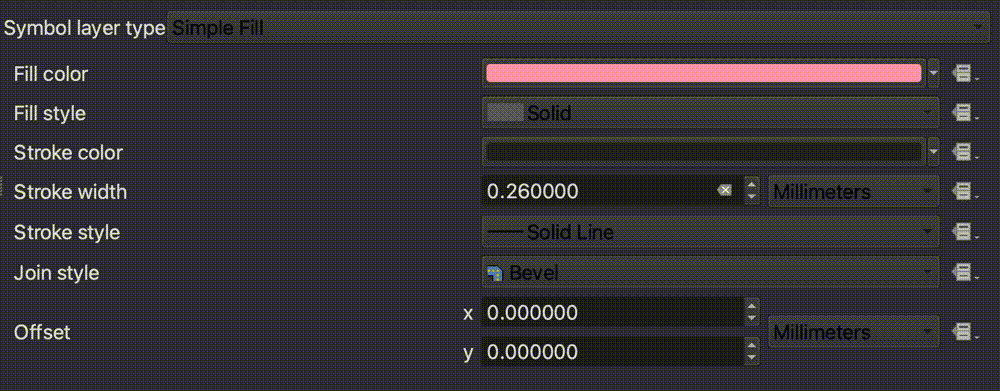 Symbol layer type Simple Fill
Fill color
Fill style Solid
Stroke color
Stroke width 0.260000 Millimeters
Stroke style Solid Line
Join style Bevel
x 0.000000
Offset Millimeters
y 0.000000